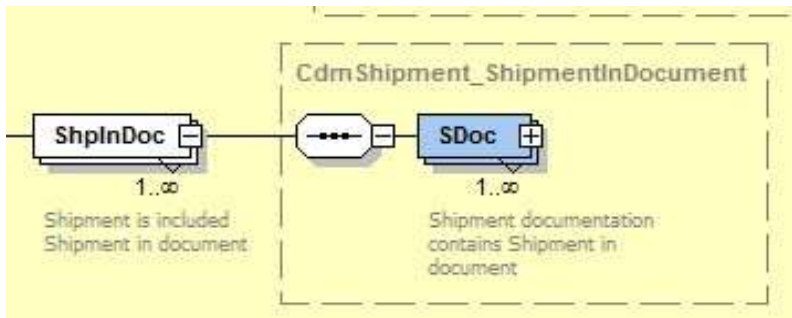 CdmShipment_ShipmentInDocument
ShpInDoc
SDoc
1..∞
1..∞
Shipment is included
Shipment in document
Shipment documentation
contains Shipment in
document